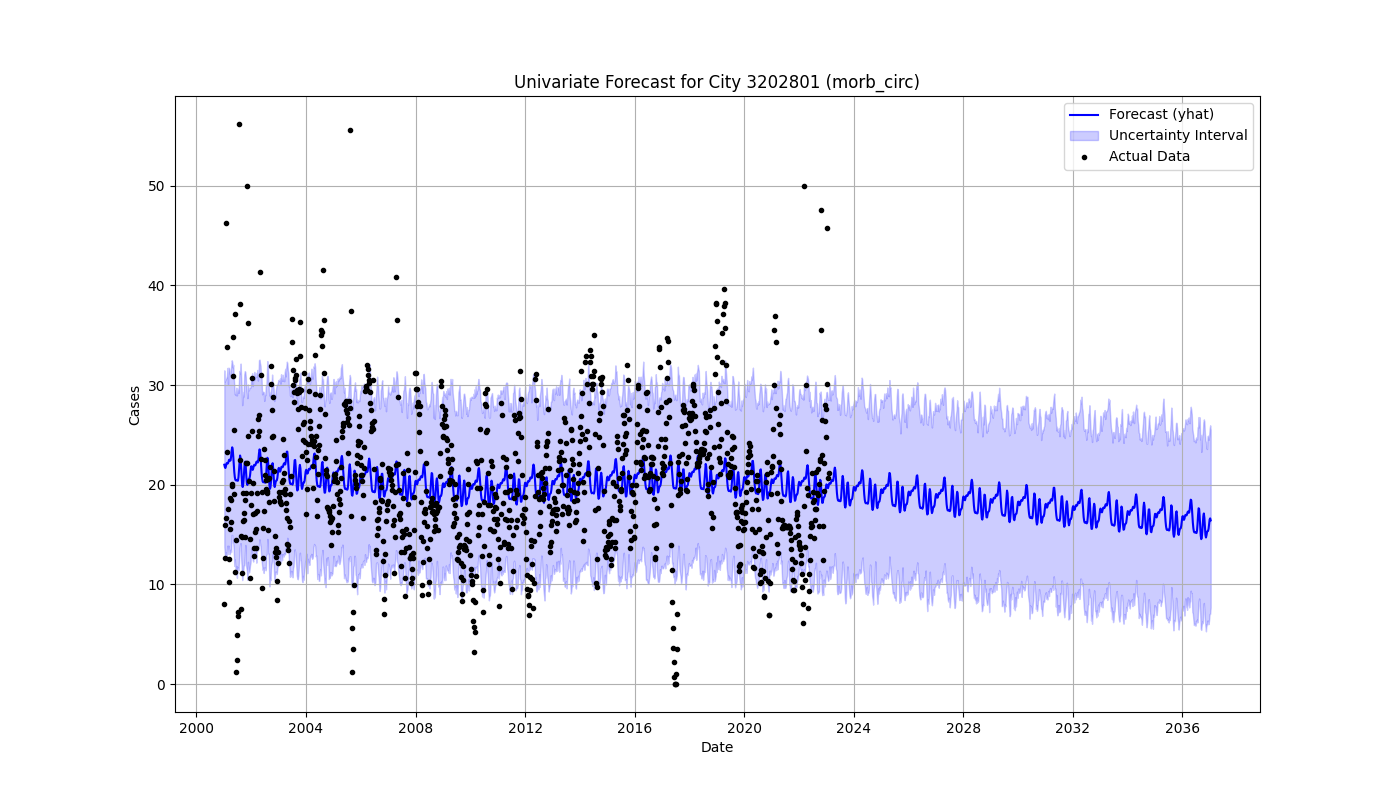 Univariate Forecast for City 3202801 (morb_circ)
Forecast (yhat)
Uncertainty Interval
Actual Data
50
40
30
20
10
0
Cases
2000 2004 2008 2012 2016 2020 2024 2028 2032 2036
Date